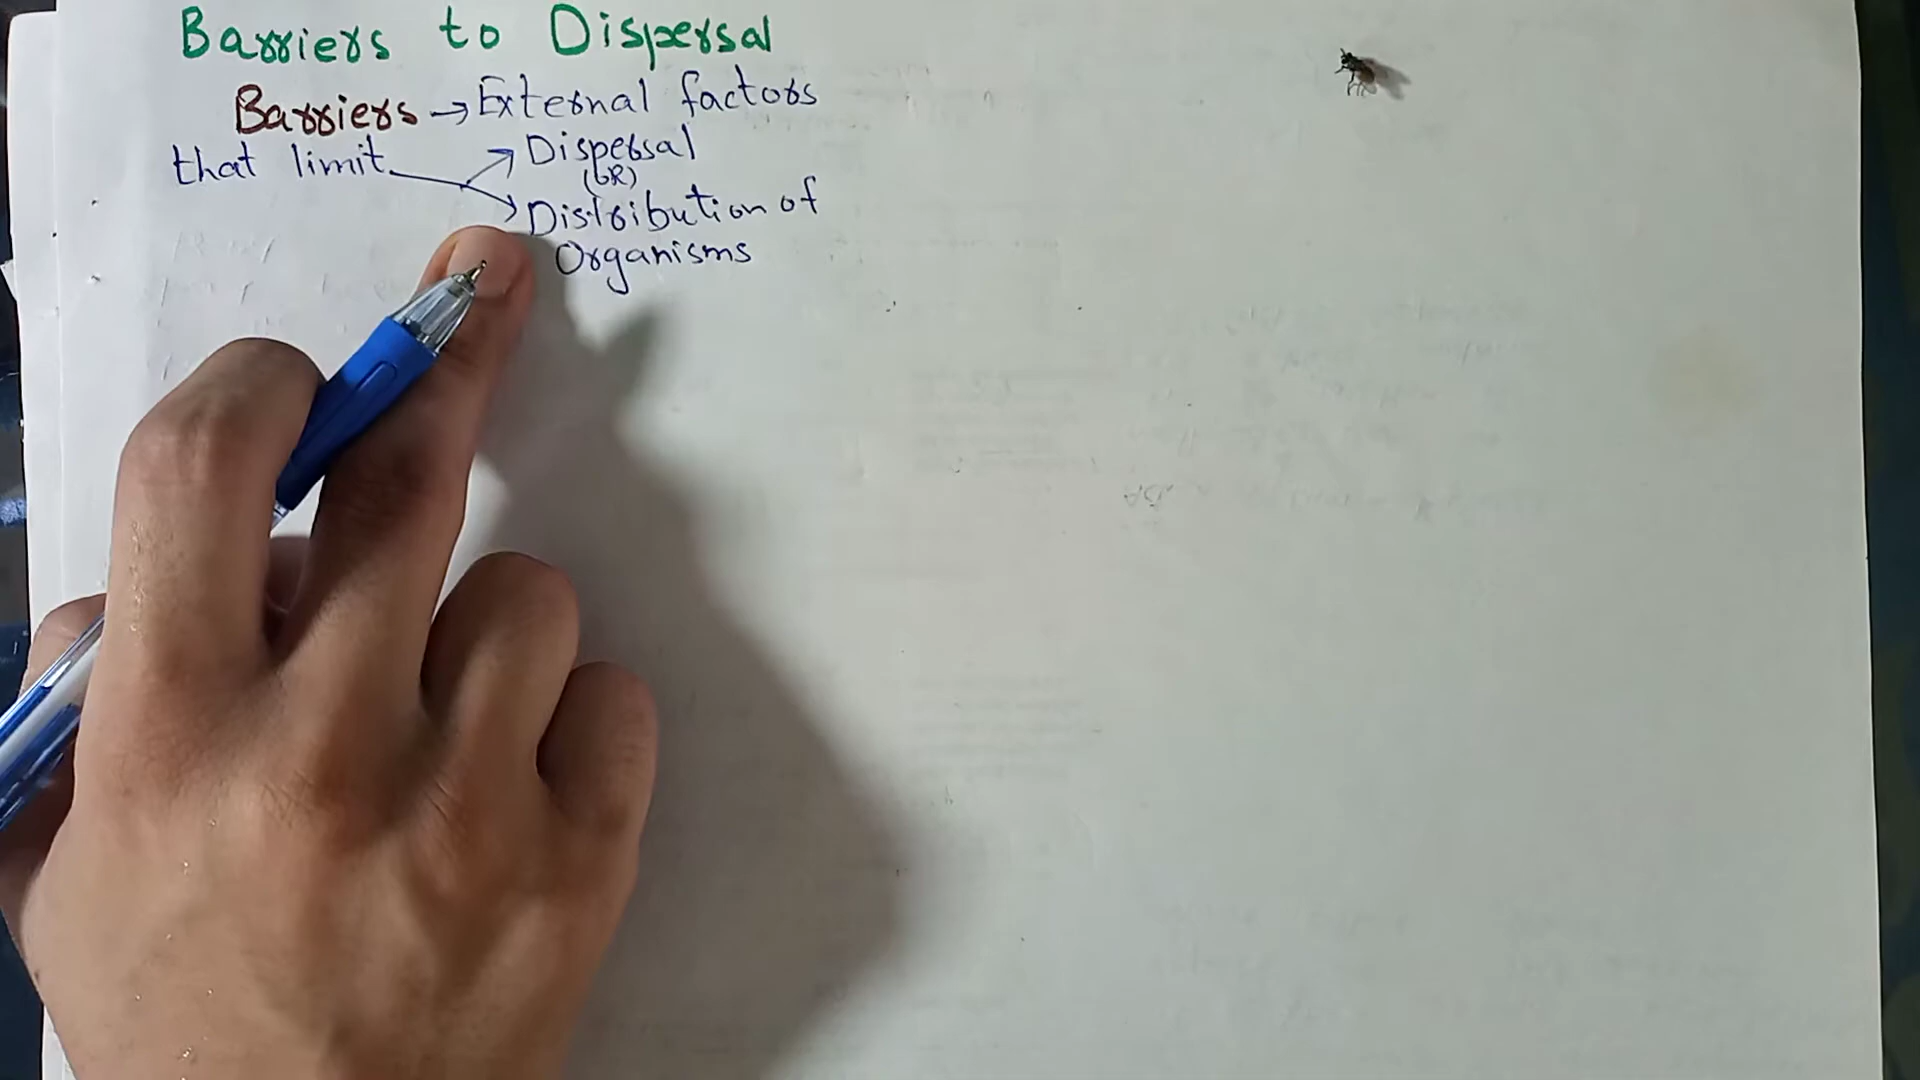 Barriers to Dispersal
Barriers → External factors
that limit → Dispersal
(OR)
→ Distribution of
Organisms